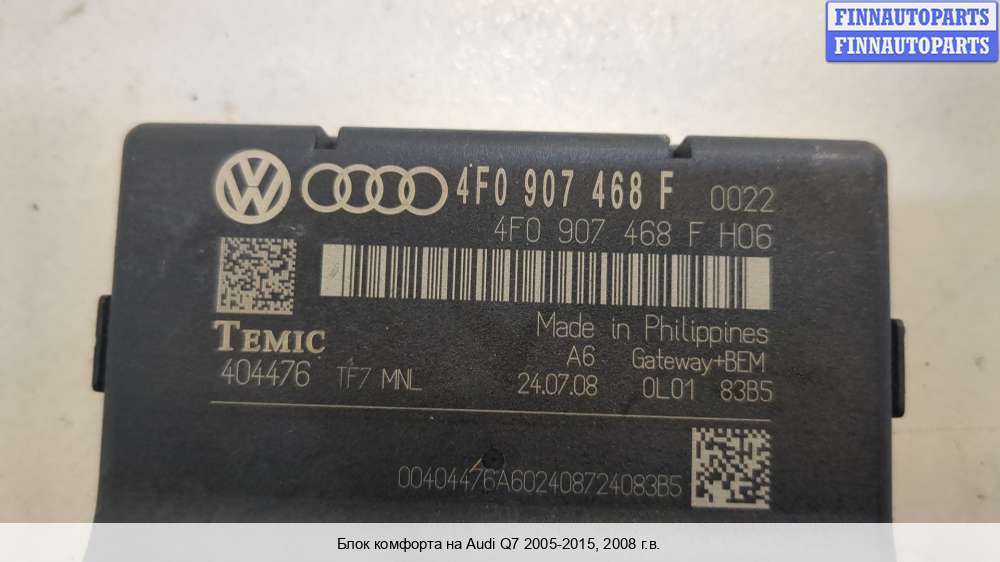 FINNAUTOPARTS
FINNAUTOPARTS
4F0 907 468 F 0022
4F0 907 468 F H06
TEMIC
Made in Philippines
A6 Gateway+BEM
404476 TF7 MNL 24.07.08 0L01 83B5
00404476A602408724083B5
Блок комфорта на Audi Q7 2005-2015, 2008 г.в.